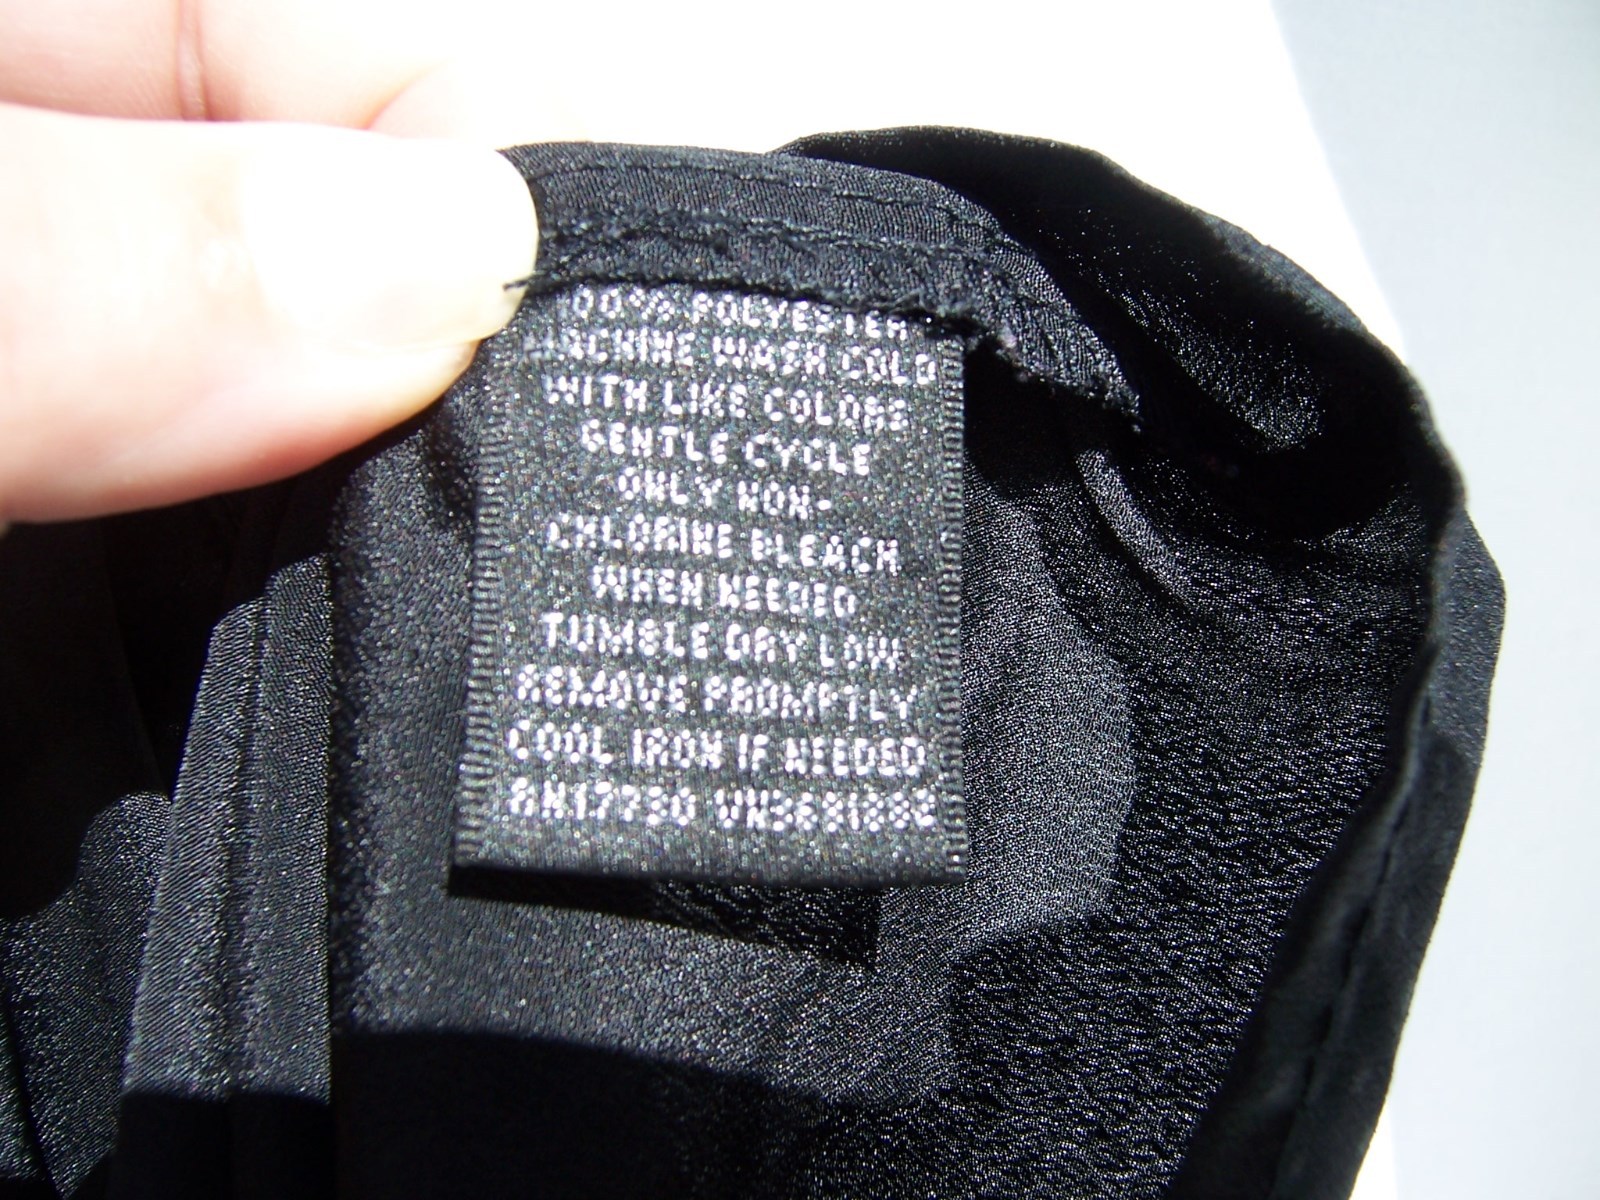 100% POLYESTER
MACHINE WASH COLD
WITH LIKE COLORS
GENTLE CYCLE
ONLY NON-
CHLORINE BLEACH
WHEN NEEDED
TUMBLE DRY LOW
REMOVE PROMPTLY
COOL IRON IF NEEDED